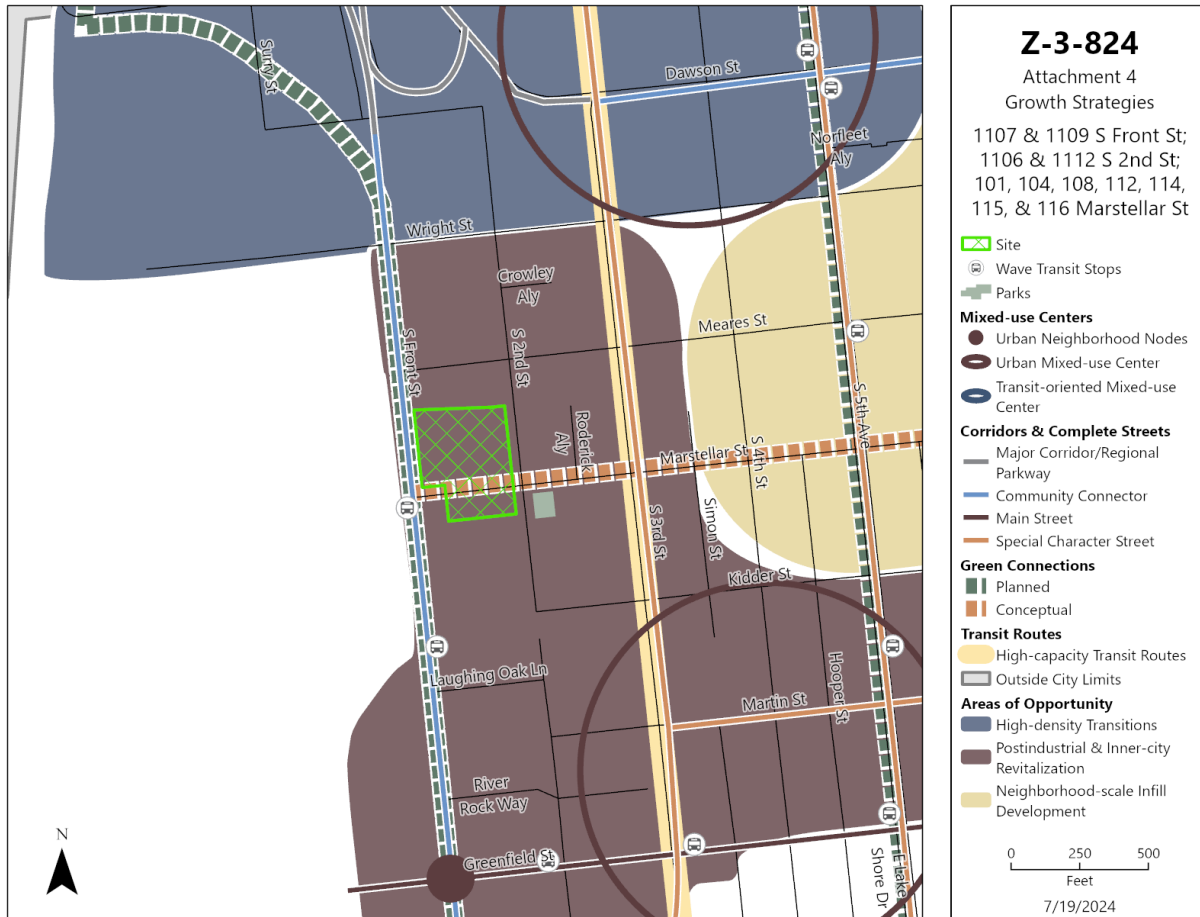 Surry St
Dawson St
Norfleet
Aly
Wright St
Crowley
Aly
S Front St
S 2nd St
Meares St
S 5th Ave
Roderick
Aly
Marstellar St
S 4th St
S 3rd St
Simon St
Kidder St
Laughing Oak Ln
Hooper St
Martin St
River
Rock Way
Greenfield St
E Lake
Shore Dr
N
Z-3-824
Attachment 4
Growth Strategies
1107 & 1109 S Front St;
1106 & 1112 S 2nd St;
101, 104, 108, 112, 114,
115, & 116 Marstellar St
Site
Wave Transit Stops
Parks
Mixed-use Centers
Urban Neighborhood Nodes
Urban Mixed-use Center
Transit-oriented Mixed-use
Center
Corridors & Complete Streets
Major Corridor/Regional
Parkway
Community Connector
Main Street
Special Character Street
Green Connections
Planned
Conceptual
Transit Routes
High-capacity Transit Routes
Outside City Limits
Areas of Opportunity
High-density Transitions
Postindustrial & Inner-city
Revitalization
Neighborhood-scale Infill
Development
0 250 500
Feet
7/19/2024